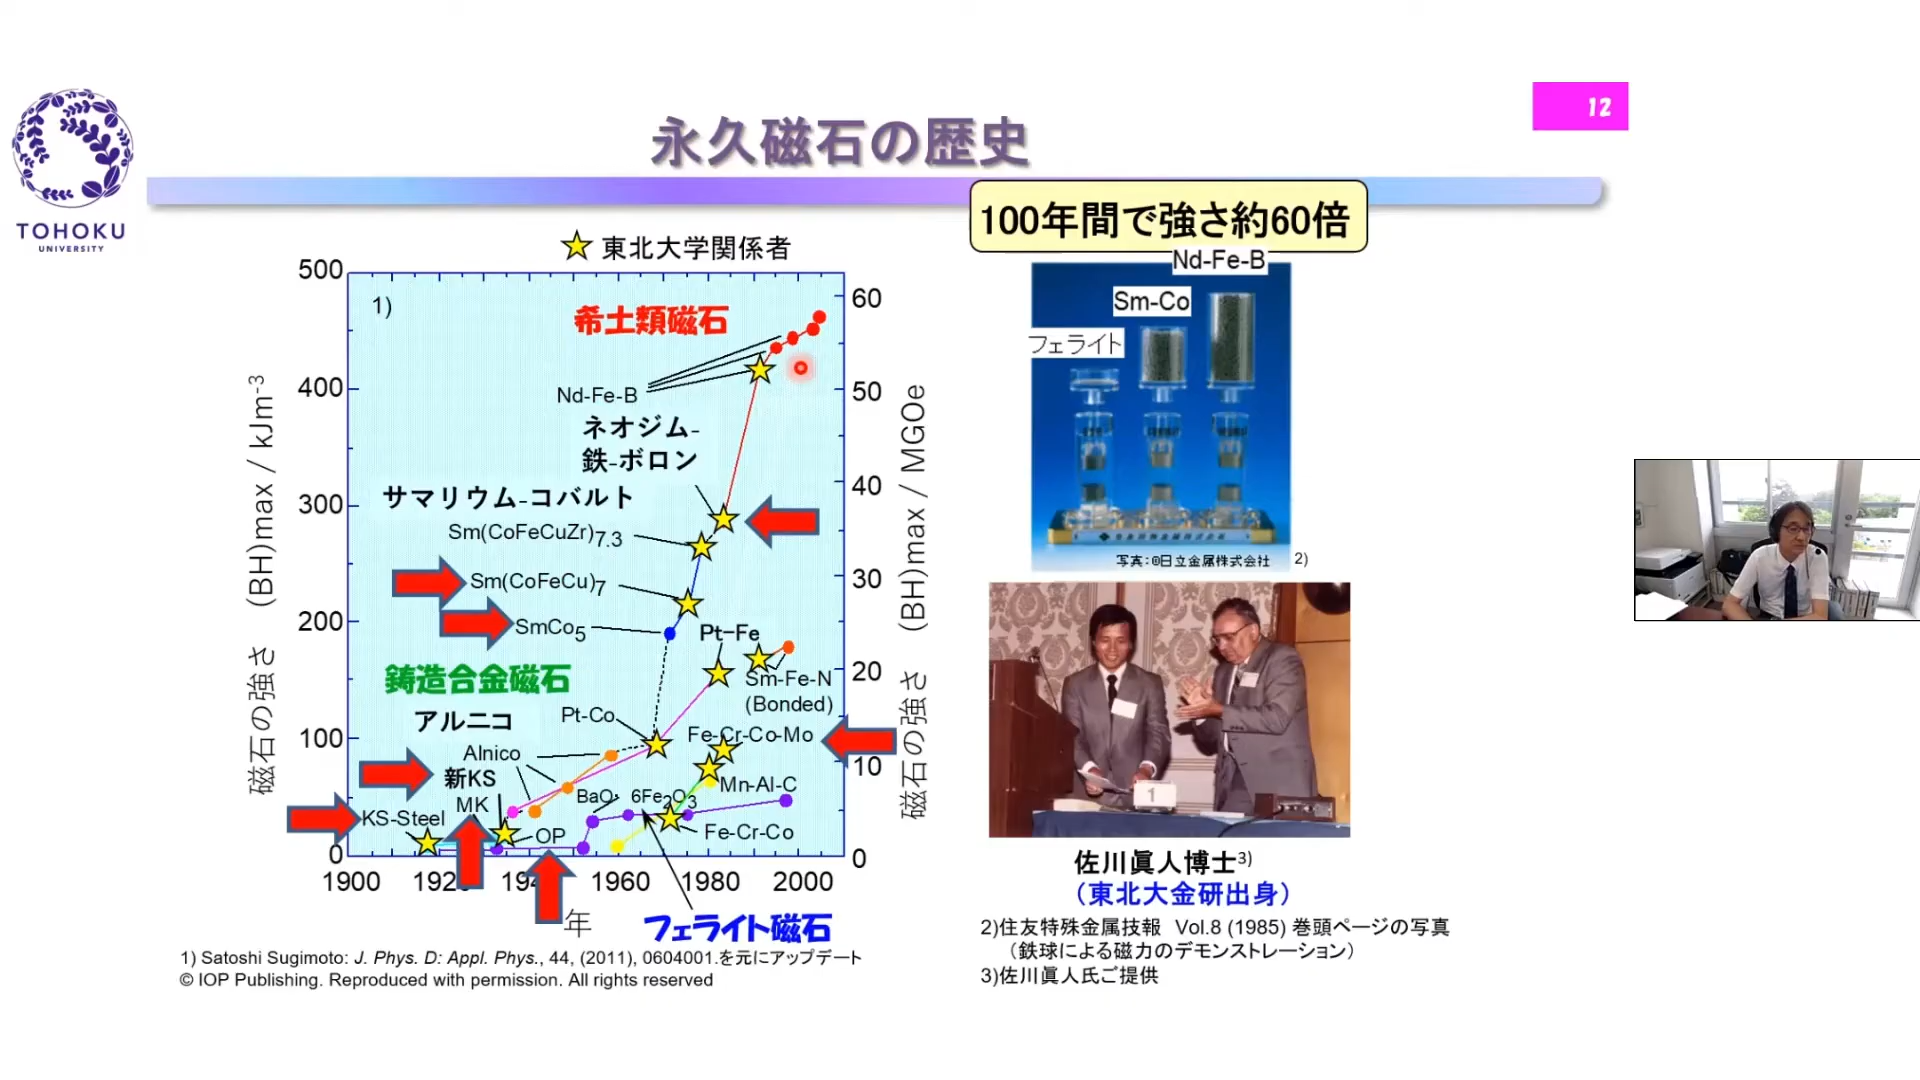 12
永久磁石の歴史
TOHOKU
UNIVERSITY
100年間で強さ約60倍
東北大学関係者
1)
希土類磁石
Nd-Fe-B
ネオジム-
鉄-ボロン
サマリウム-コバルト
Sm(CoFeCuZr)7.3
Sm(CoFeCu)7
SmCo5
Pt-Fe
鋳造合金磁石
Sm-Fe-N
(Bonded)
アルニコ
Pt-Co
Fe-Cr-Co-Mo
Alnico
新KS
Mn-Al-C
MK
BaO· 6Fe2O3
KS-Steel
OP
Fe-Cr-Co
フェライト磁石
500
400
300
200
100
0
磁石の強さ (BH)max / kJm-3
60
50
40
30
20
10
0
磁石の強さ (BH)max / MGOe
1900
1960
1980
2000
年
1) Satoshi Sugimoto: J. Phys. D: Appl. Phys., 44, (2011), 0604001.を元にアップデート
© IOP Publishing. Reproduced with permission. All rights reserved
Nd-Fe-B
Sm-Co
フェライト
写真:©日立金属株式会社
2)
1
佐川眞人博士3)
(東北大金研出身)
2)住友特殊金属技報 Vol.8 (1985) 巻頭ページの写真
(鉄球による磁力のデモンストレーション)
3)佐川眞人氏ご提供